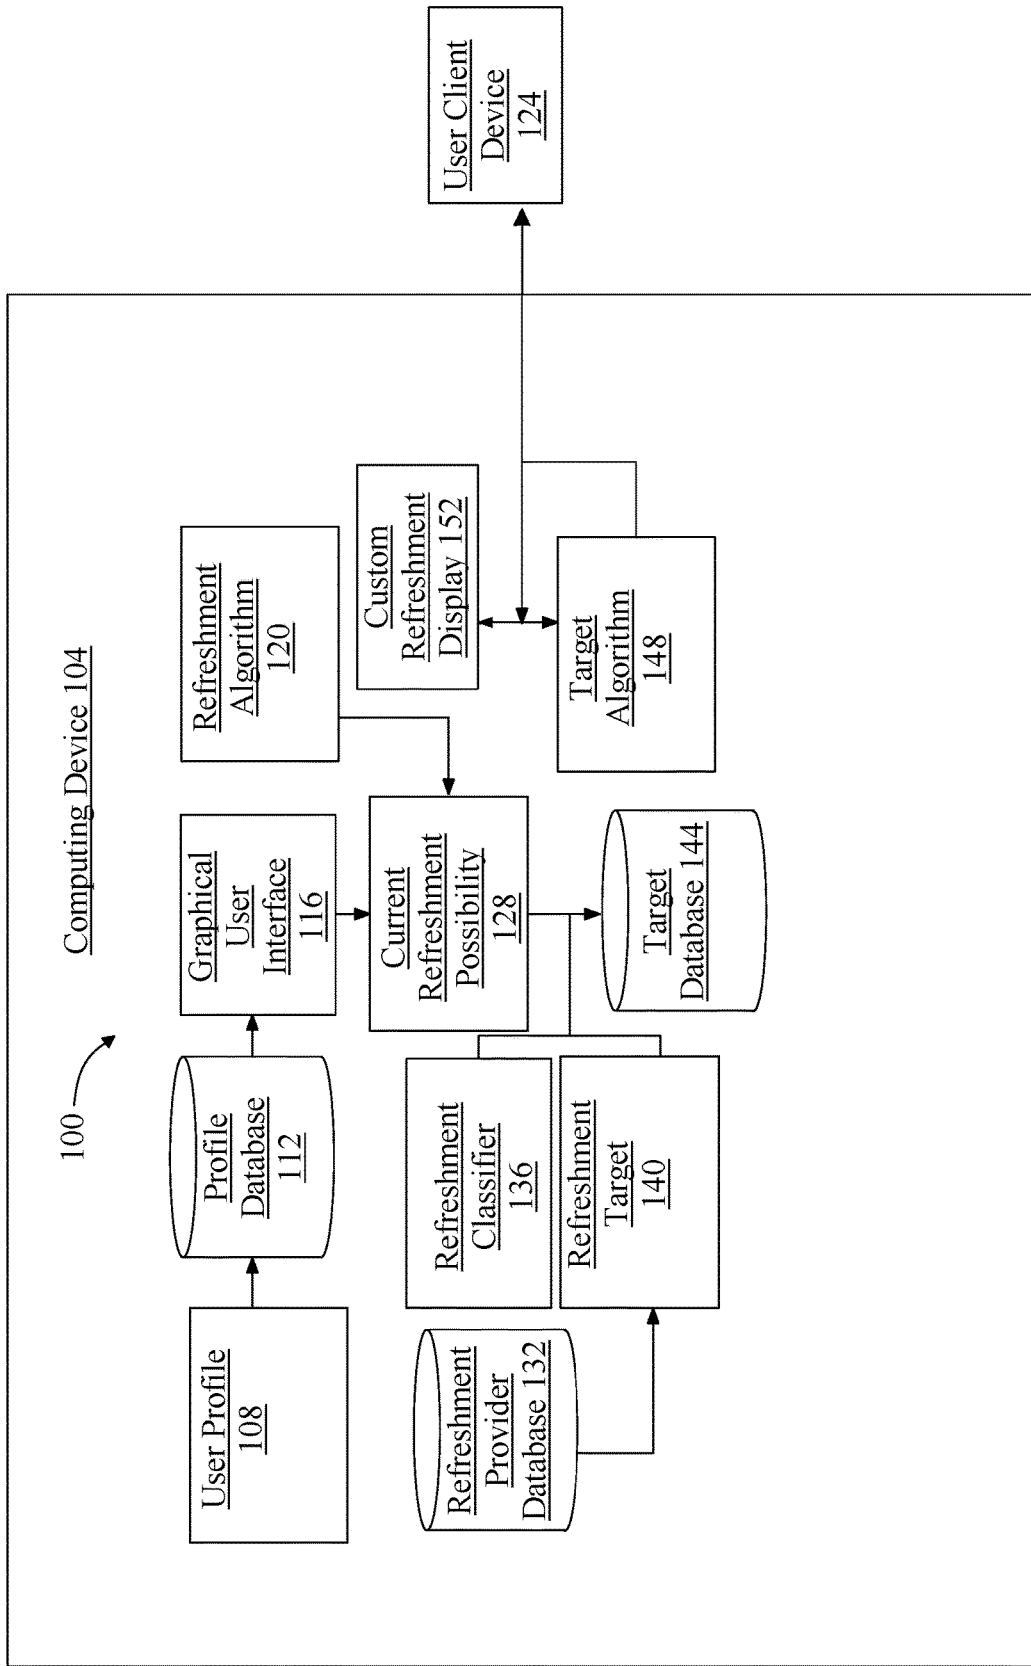 100
Computing Device 104
User Profile
108
Profile
Database
112
Graphical
User
Interface
116
Refreshment
Algorithm
120
Refreshment
Provider
Database 132
Refreshment
Classifier
136
Refreshment
Target
140
Current
Refreshment
Possibility
128
Target
Database 144
Custom
Refreshment
Display 152
Target
Algorithm
148
User Client
Device
124